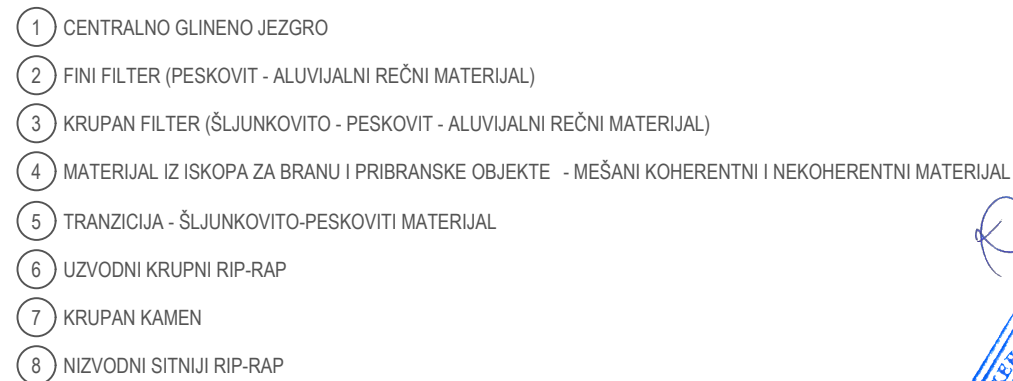 1 CENTRALNO GLINENO JEZGRO
2 FINI FILTER (PESKOVIT - ALUVIJALNI REČNI MATERIJAL)
3 KRUPAN FILTER (ŠLJUNKOVITO - PESKOVIT - ALUVIJALNI REČNI MATERIJAL)
4 MATERIJAL IZ ISKOPA ZA BRANU I PRIBRANSKE OBJEKTE - MEŠANI KOHERENTNI I NEKOHERENTNI MATERIJAL
5 TRANZICIJA - ŠLJUNKOVITO-PESKOVITI MATERIJAL
6 UZVODNI KRUPNI RIP-RAP
7 KRUPAN KAMEN
8 NIZVODNI SITNIJI RIP-RAP